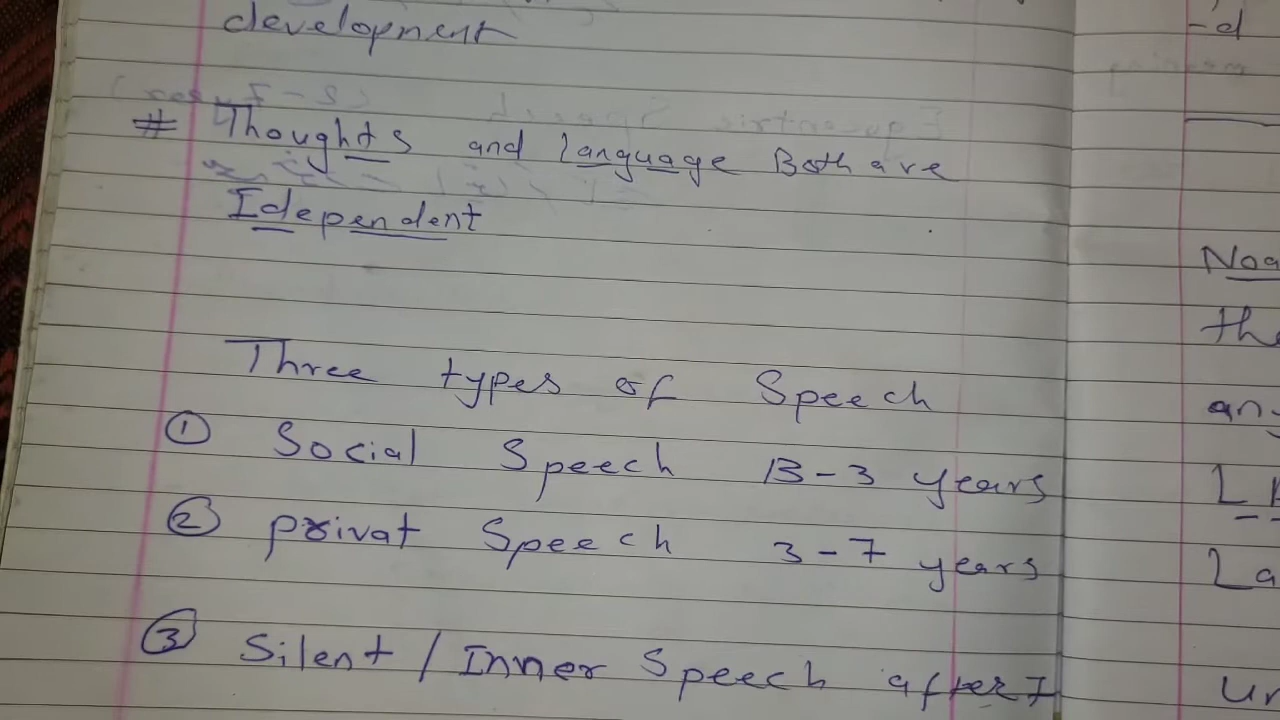 development
# Thoughts and language Both are
Idependent
Three types of Speech
① Social Speech B-3 years
② privat Speech 3-7 years
③ Silent / Inner Speech after 7
-d
the